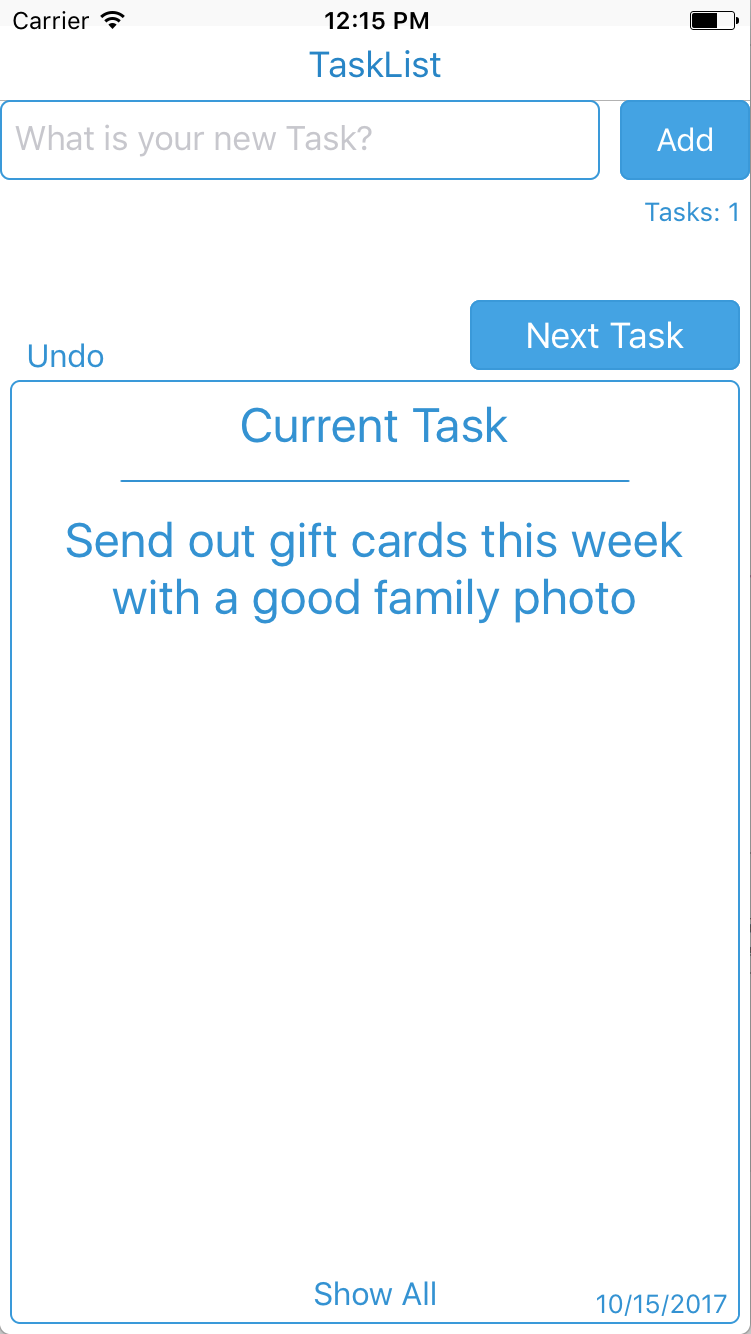 Carrier 12:15 PM
TaskList
What is your new Task? Add
Tasks: 1
Next Task
Undo
Current Task
Send out gift cards this week
with a good family photo
Show All
10/15/2017